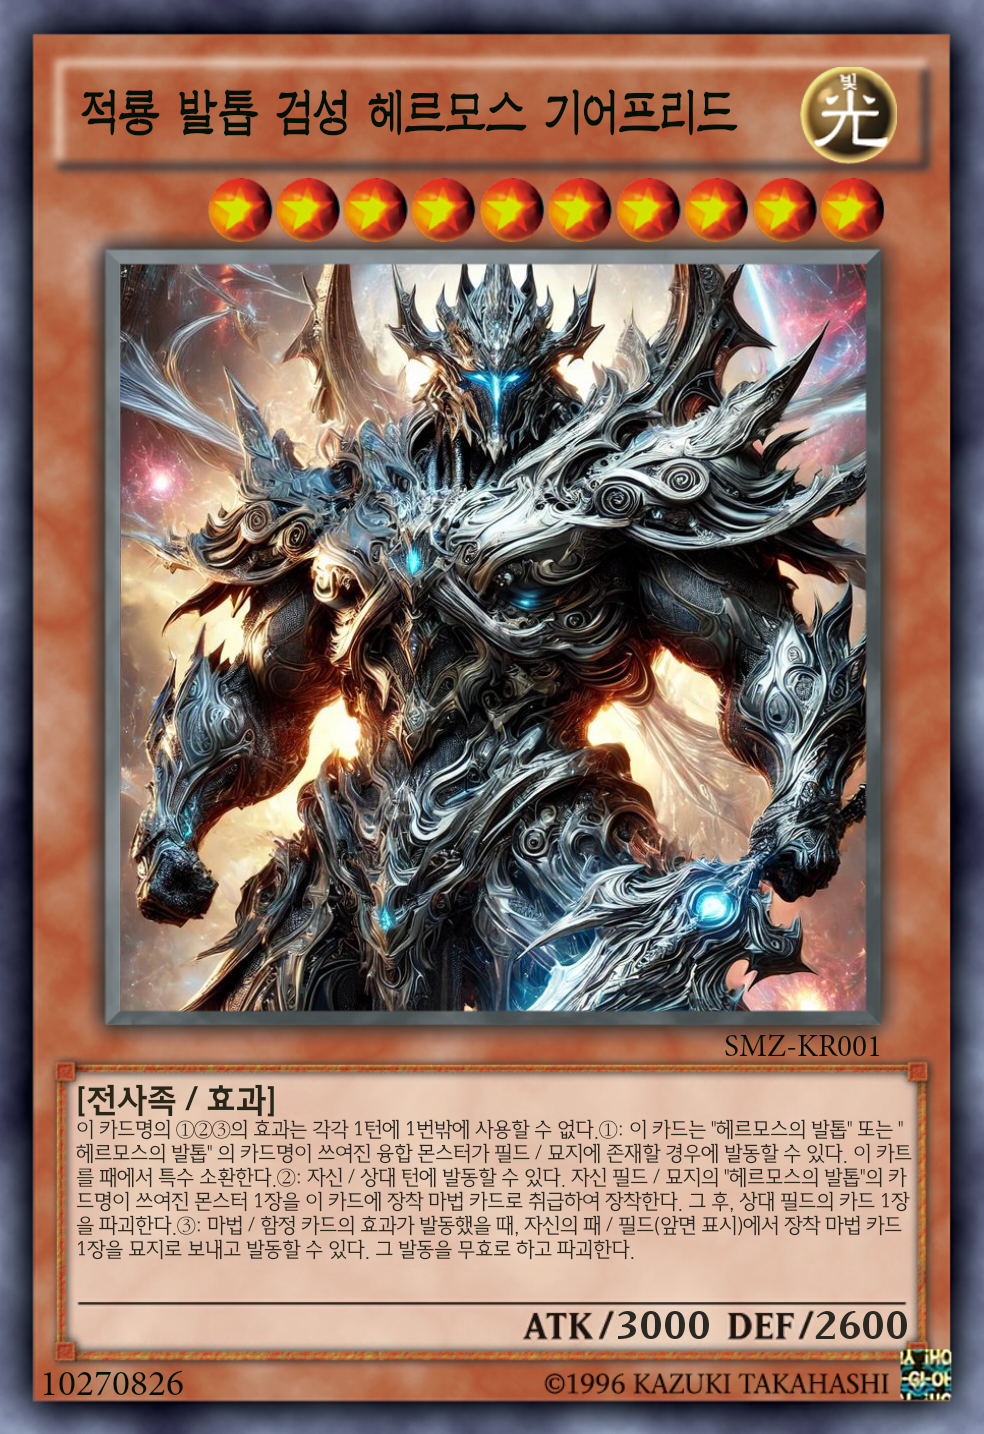 적룡 발톱 검성 헤르모스 기어프리드
빛
光
SMZ-KR001
[전사족 / 효과]
이 카드명의 ①②③의 효과는 각각 1턴에 1번밖에 사용할 수 없다.①: 이 카드는 "헤르모스의 발톱" 또는 "
헤르모스의 발톱" 의 카드명이 쓰여진 융합 몬스터가 필드 / 묘지에 존재할 경우에 발동할 수 있다. 이 카트
를 패에서 특수 소환한다.②: 자신 / 상대 턴에 발동할 수 있다. 자신 필드 / 묘지의 "헤르모스의 발톱"의 카
드명이 쓰여진 몬스터 1장을 이 카드에 장착 마법 카드로 취급하여 장착한다. 그 후, 상대 필드의 카드 1장
을 파괴한다.③: 마법 / 함정 카드의 효과가 발동했을 때, 자신의 패 / 필드(앞면 표시)에서 장착 마법 카드
1장을 묘지로 보내고 발동할 수 있다. 그 발동을 무효로 하고 파괴한다.
ATK/3000 DEF/2600
10270826
©1996 KAZUKI TAKAHASHI